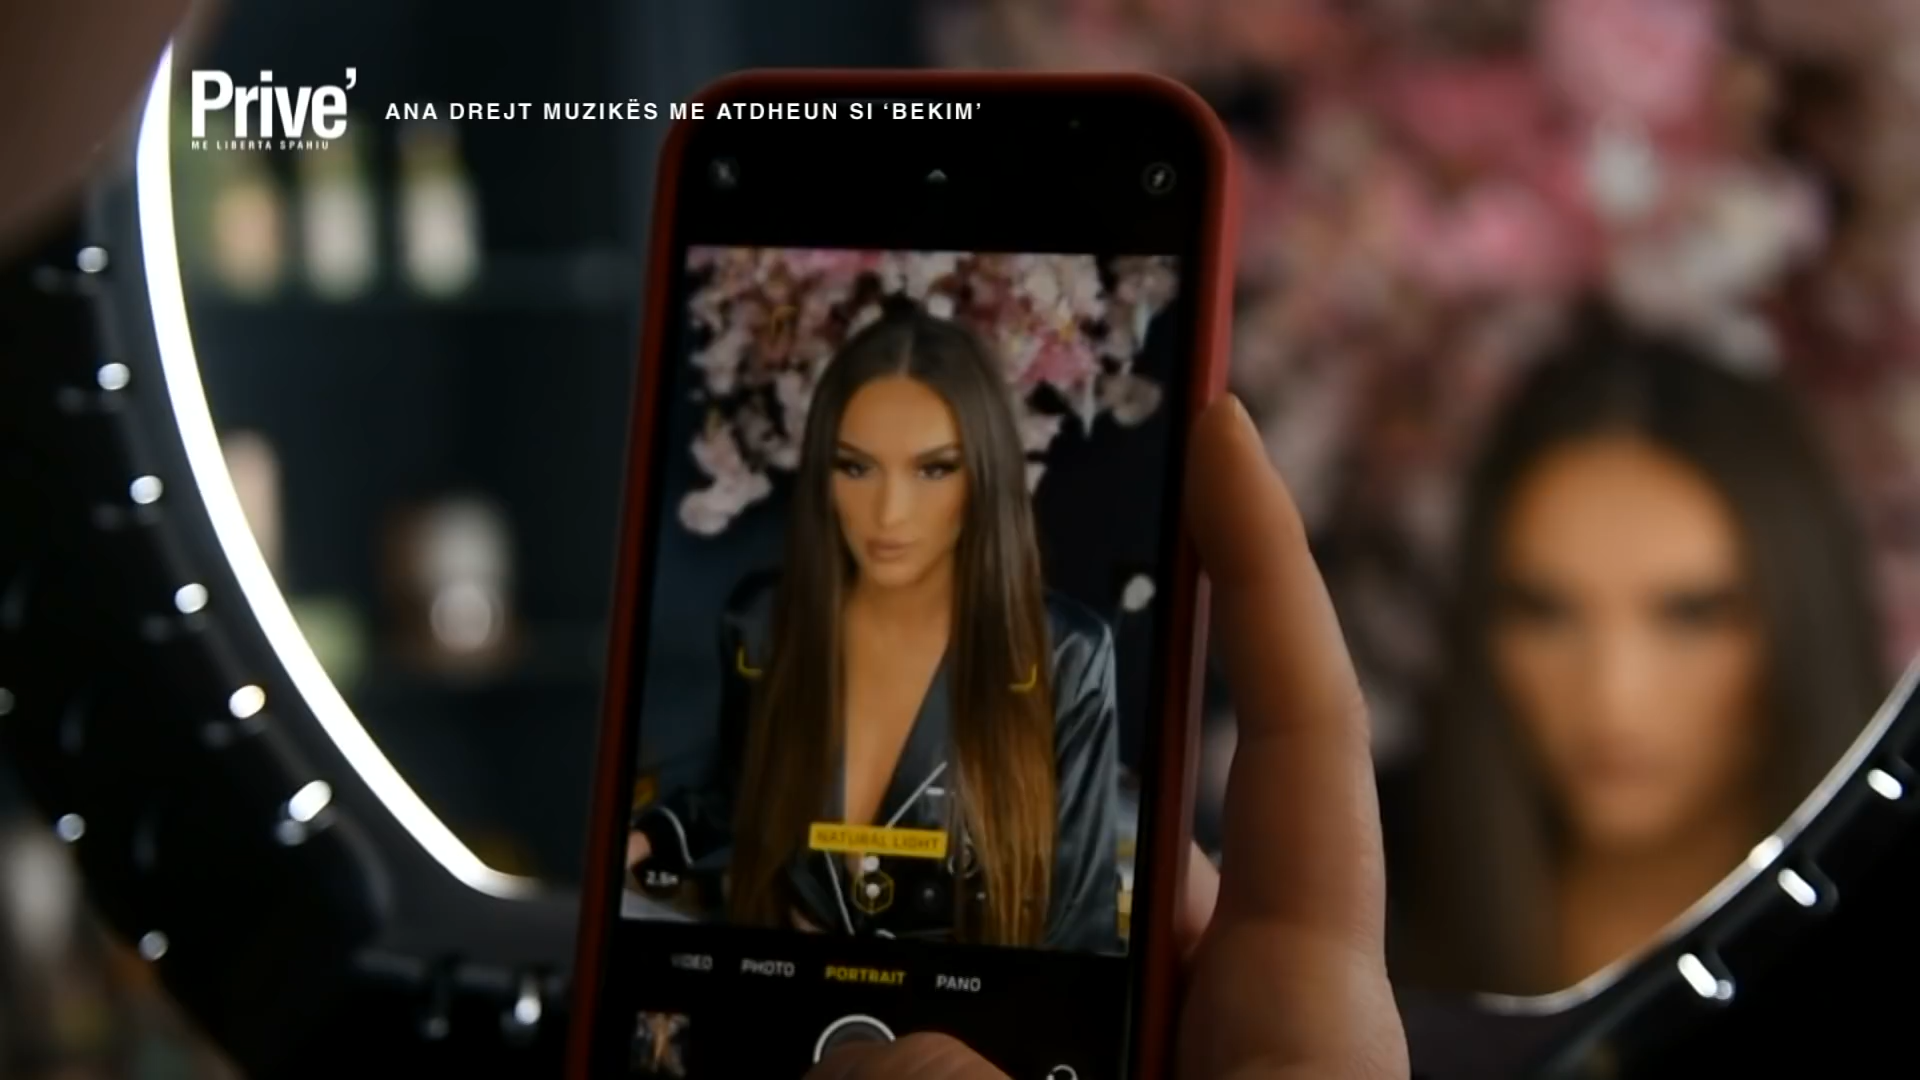 Prive’
ME LIBERTA SPAHIU
ANA DREJT MUZIKËS ME ATDHEUN SI ‘BEKIM’
NATURAL LIGHT
2.5×
VIDEO PHOTO PORTRAIT PANO